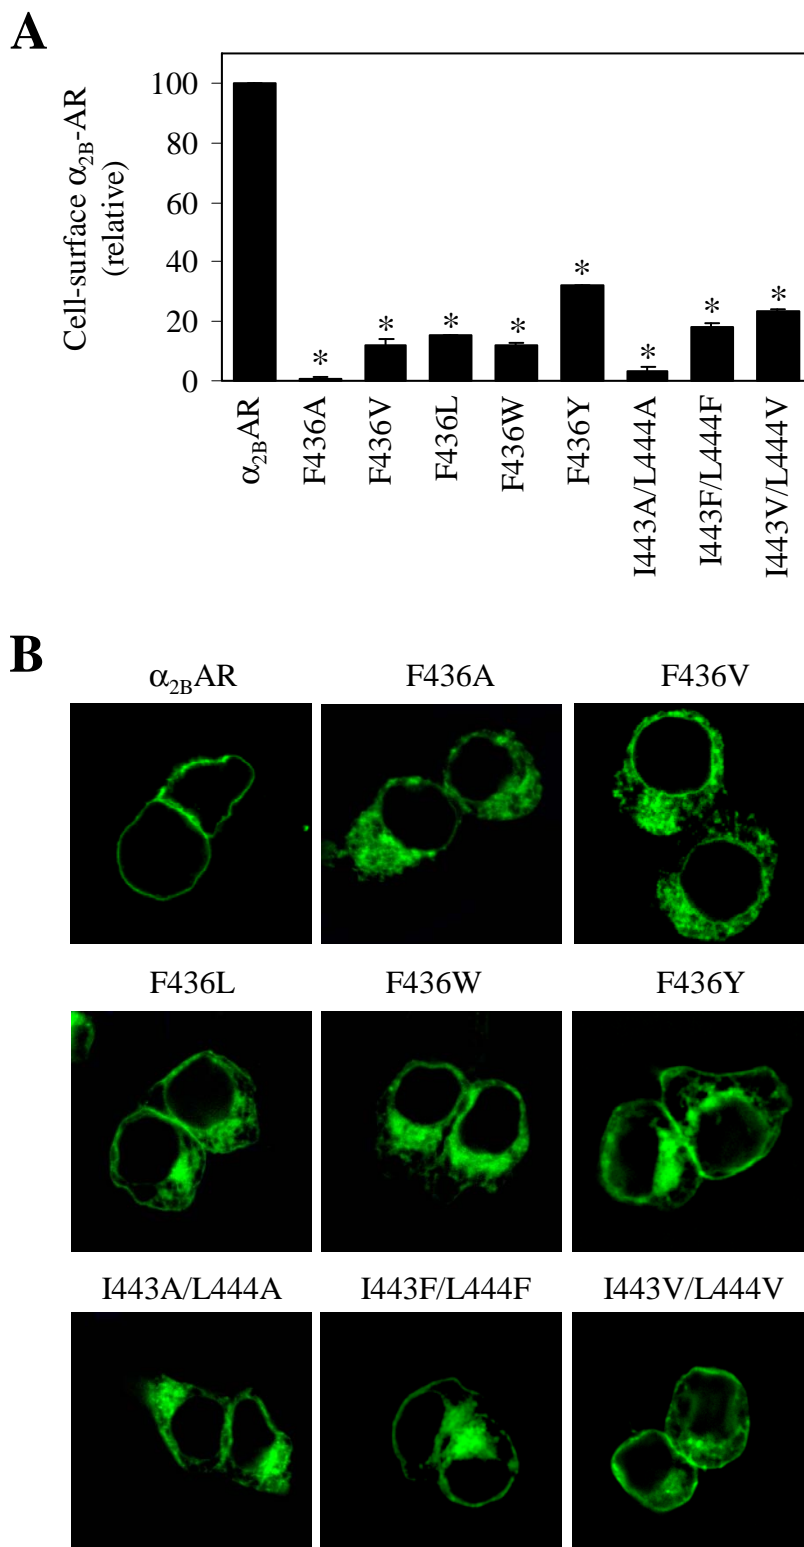 A
Cell-surface α2B-AR
(relative)
100
80
60
40
20
0
*
*
*
*
*
*
*
*
α2BAR
F436A
F436V
F436L
F436W
F436Y
I443A/L444A
I443F/L444F
I443V/L444V
B
α2BAR
F436A
F436V
F436L
F436W
F436Y
I443A/L444A
I443F/L444F
I443V/L444V